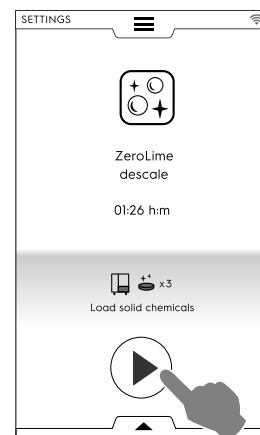 SETTINGS
ZeroLime
descale
01:26 h:m
x3
Load solid chemicals